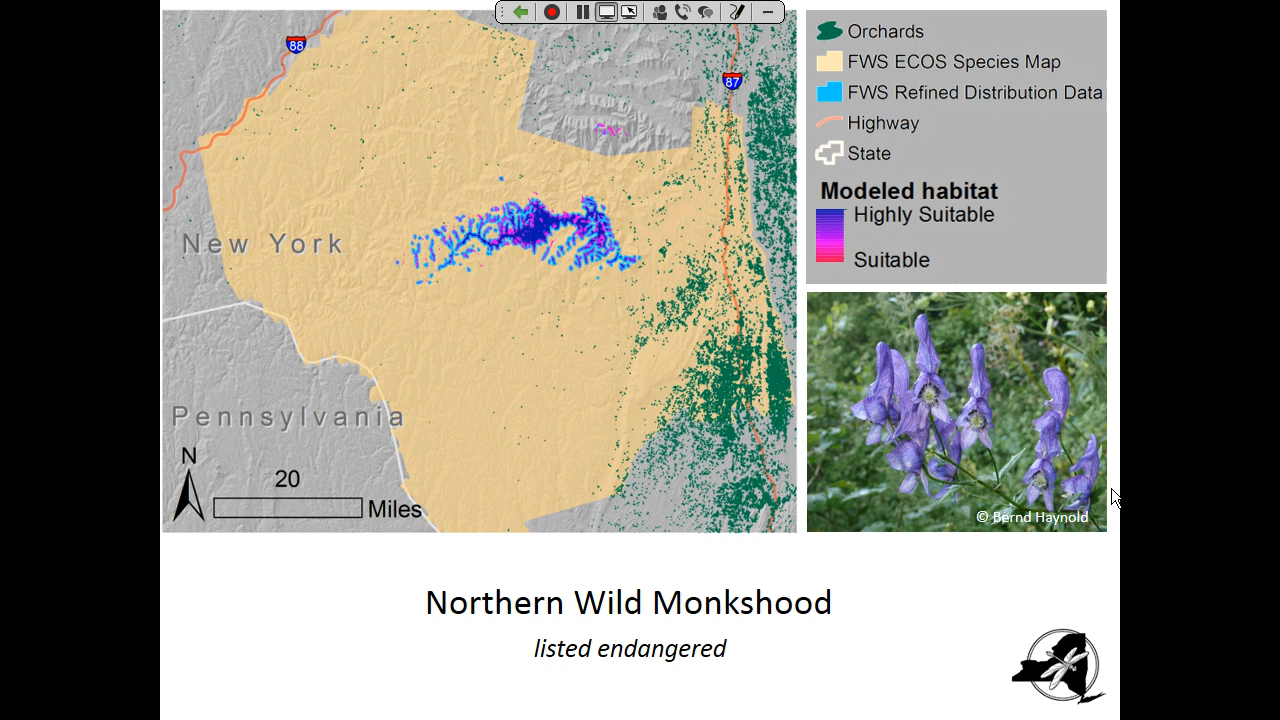 88
87
New York
Pennsylvania
N
20
Miles
Orchards
FWS ECOS Species Map
FWS Refined Distribution Data
Highway
State
Modeled habitat
Highly Suitable
Suitable
© Bernd Haynold
Northern Wild Monkshood
listed endangered